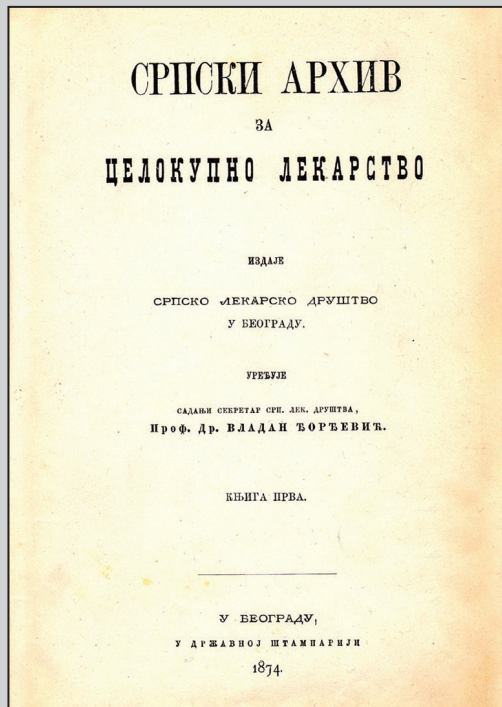 СРПСКИ АРХИВ
ЗА
ЦЕЛОКУПНО ЛЕКАРСТВО
ИЗДАЈЕ
СРПСКО ЛЕКАРСКО ДРУШТВО
У БЕОГРАДУ.
УРЕЂУЈЕ
САДАЊИ СЕКРЕТАР СРП. ЛЕК. ДРУШТВА,
Проф. Др. ВЛАДАН ЂОРЂЕВИЋ.
КЊИГА ПРВА.
У БЕОГРАДУ,
У ДРЖАВНОЈ ШТАМПАРИЈИ
1874.